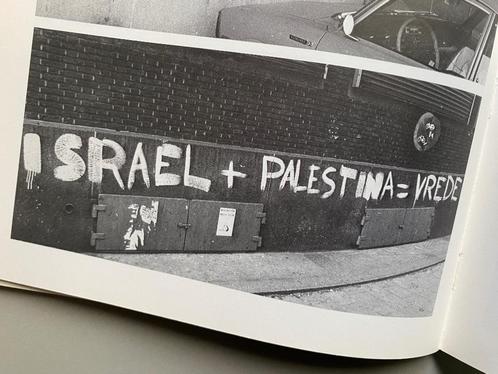 ISRAEL + PALESTINA = VREDE